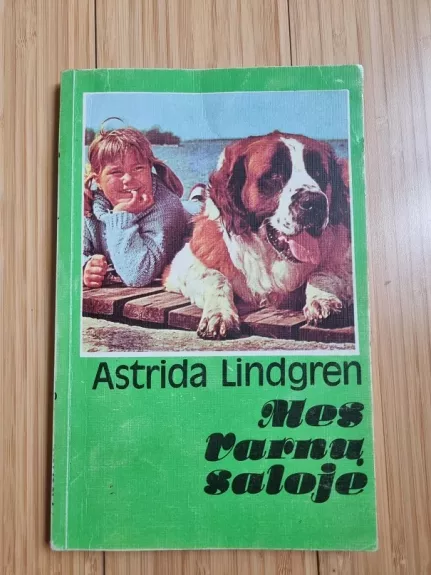 Astrida Lindgren
Mes
varnų
saloje